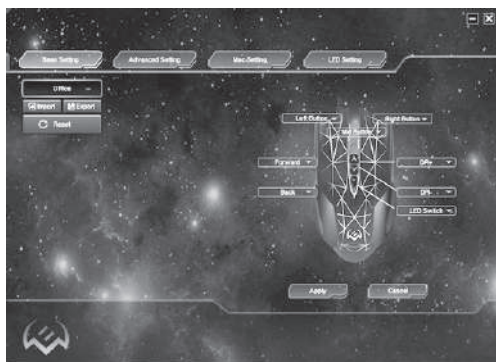 Base Setting
Advanced Setting
Mac-Setting
LED Setting
Office
Import
Export
Reset
Left Button
Right Button
Mid Button
Forward
DPI+
Back
DPI-
LED Switch
Apply
Cancel